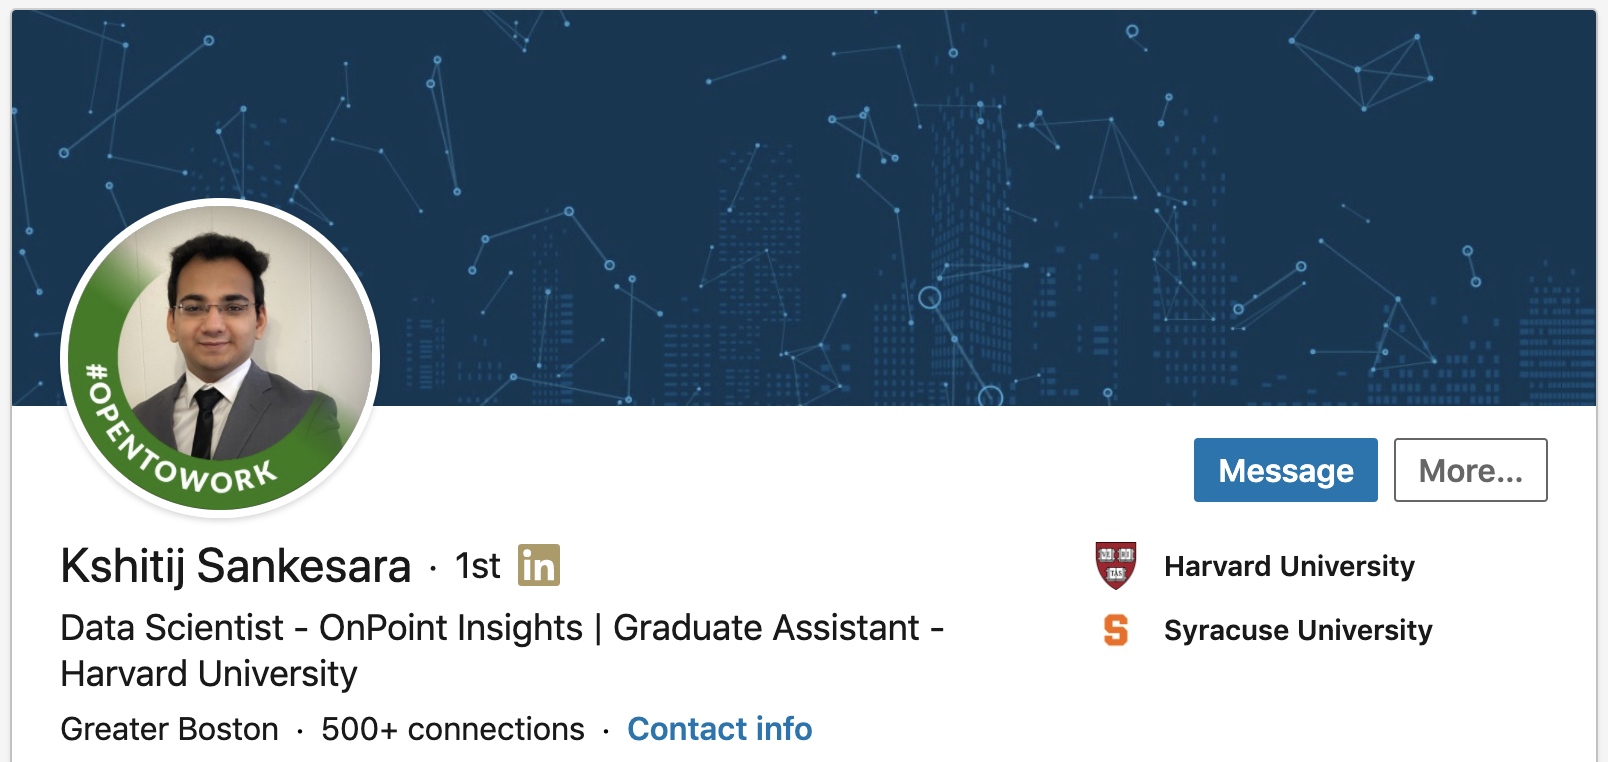 #OPENTOWORK
Message
More...
Kshitij Sankesara · 1st in
Harvard University
Data Scientist - OnPoint Insights | Graduate Assistant -
Harvard University
Syracuse University
Greater Boston · 500+ connections · Contact info